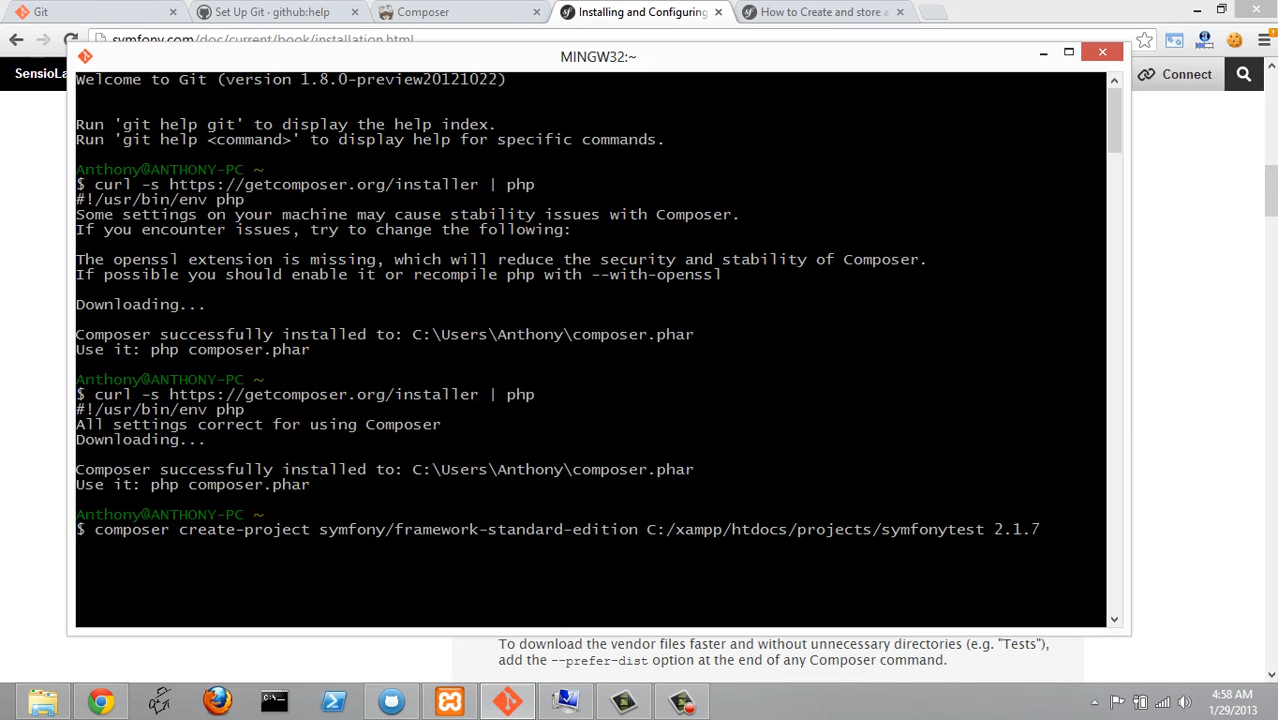 Git
Set Up Git · github:help
Composer
Installing and Configuring
How to Create and store a
symfony.com/doc/current/book/installation.html
SensioLa
Connect
MINGW32:~
Welcome to Git (version 1.8.0-preview20121022)
Run 'git help git' to display the help index.
Run 'git help <command>' to display help for specific commands.
Anthony@ANTHONY-PC ~
$ curl -s https://getcomposer.org/installer | php
#!/usr/bin/env php
Some settings on your machine may cause stability issues with Composer.
If you encounter issues, try to change the following:
The openssl extension is missing, which will reduce the security and stability of Composer.
If possible you should enable it or recompile php with --with-openssl
Downloading...
Composer successfully installed to: C:\Users\Anthony\composer.phar
Use it: php composer.phar
Anthony@ANTHONY-PC ~
$ curl -s https://getcomposer.org/installer | php
#!/usr/bin/env php
All settings correct for using Composer
Downloading...
Composer successfully installed to: C:\Users\Anthony\composer.phar
Use it: php composer.phar
Anthony@ANTHONY-PC ~
$ composer create-project symfony/framework-standard-edition C:/xampp/htdocs/projects/symfonytest 2.1.7
To download the vendor files faster and without unnecessary directories (e.g. "Tests"),
add the --prefer-dist option at the end of any Composer command.
4:58 AM
1/29/2013